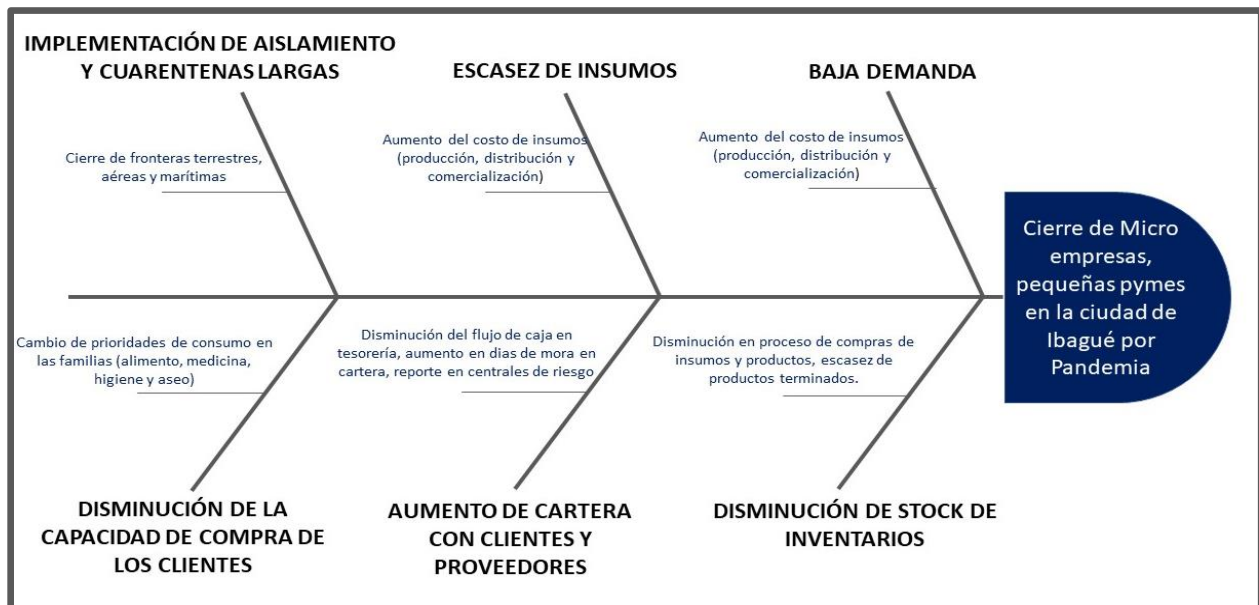 IMPLEMENTACIÓN DE AISLAMIENTO
Y CUARENTENAS LARGAS
ESCASEZ DE INSUMOS
BAJA DEMANDA
Cierre de fronteras terrestres,
aéreas y marítimas
Aumento del costo de insumos
(producción, distribución y
comercialización)
Aumento del costo de insumos
(producción, distribución y
comercialización)
Cierre de Micro
empresas,
pequeñas pymes
en la ciudad de
Ibagué por
Pandemia
Cambio de prioridades de consumo en
las familias (alimento, medicina,
higiene y aseo)
Disminución del flujo de caja en
tesorería, aumento en dias de mora en
cartera, reporte en centrales de riesgo
Disminución en proceso de compras de
insumos y productos, escasez de
productos terminados.
DISMINUCIÓN DE LA
CAPACIDAD DE COMPRA DE
LOS CLIENTES
AUMENTO DE CARTERA
CON CLIENTES Y
PROVEEDORES
DISMINUCIÓN DE STOCK DE
INVENTARIOS